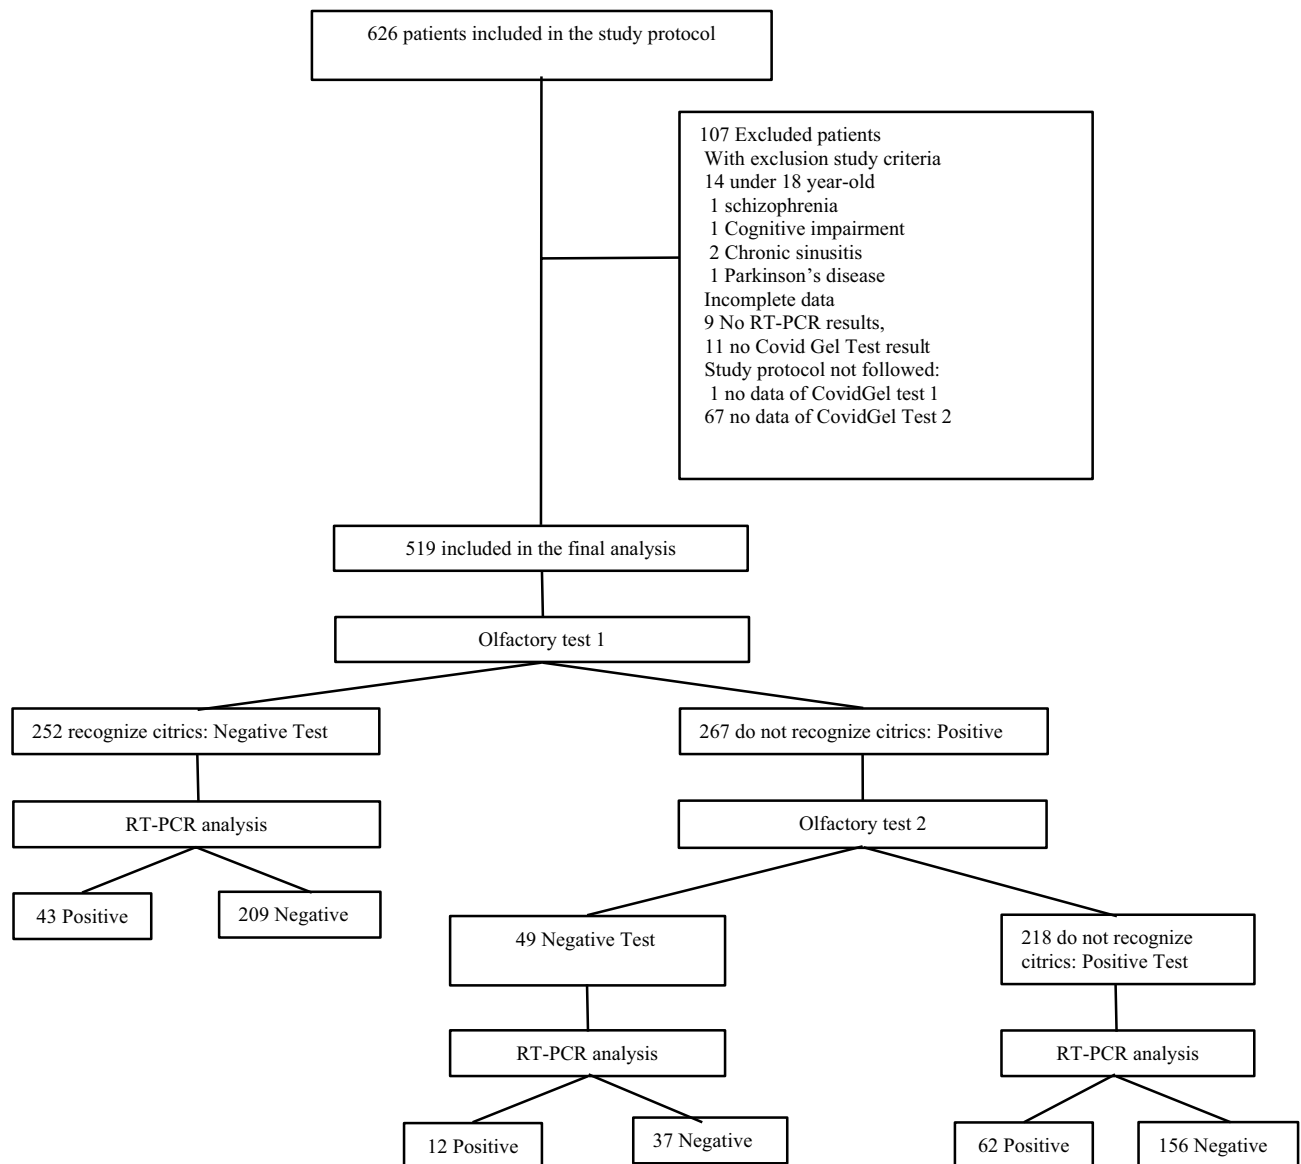 626 patients included in the study protocol
107 Excluded patients
With exclusion study criteria
14 under 18 year-old
1 schizophrenia
1 Cognitive impairment
2 Chronic sinusitis
1 Parkinson’s disease
Incomplete data
9 No RT-PCR results,
11 no Covid Gel Test result
Study protocol not followed:
1 no data of CovidGel test 1
67 no data of CovidGel Test 2
519 included in the final analysis
Olfactory test 1
252 recognize citrics: Negative Test
267 do not recognize citrics: Positive
RT-PCR analysis
Olfactory test 2
43 Positive
209 Negative
49 Negative Test
218 do not recognize
citrics: Positive Test
RT-PCR analysis
RT-PCR analysis
12 Positive
37 Negative
62 Positive
156 Negative